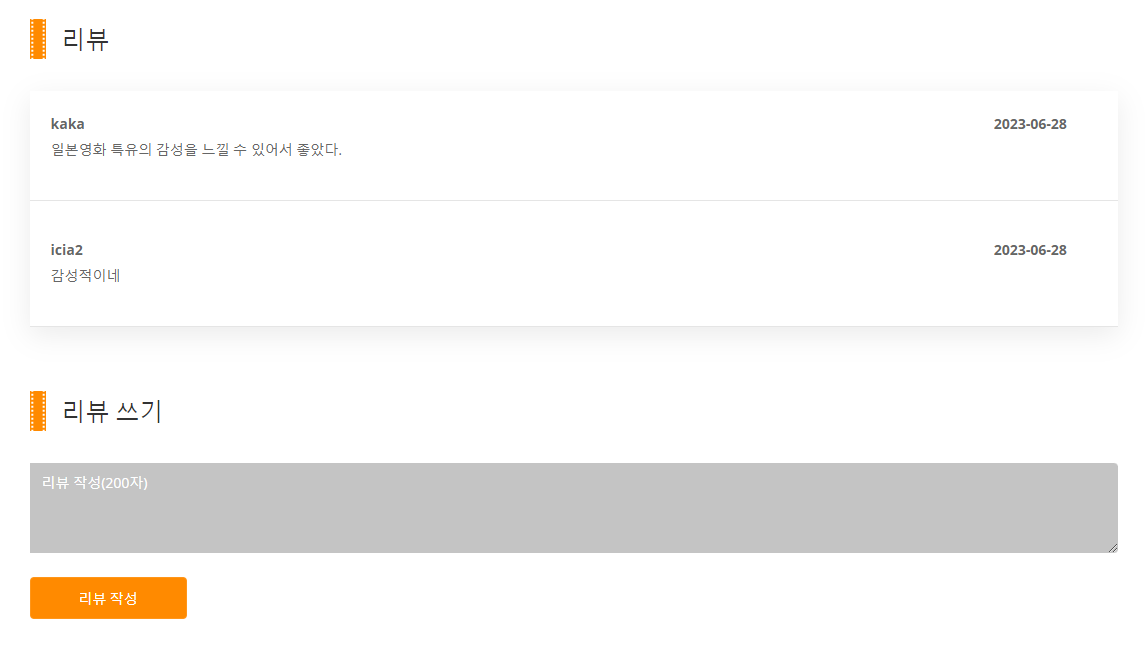 리뷰
kaka 2023-06-28
일본영화 특유의 감성을 느낄 수 있어서 좋았다.
icia2 2023-06-28
감성적이네
리뷰 쓰기
리뷰 작성(200자)
리뷰 작성